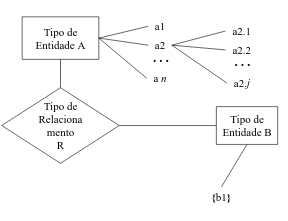 Tipo de
Entidade A
a1
a2
...
a n
a2.1
a2.2
...
a2.j
Tipo de
Relaciona
mento
R
Tipo de
Entidade B
{b1}